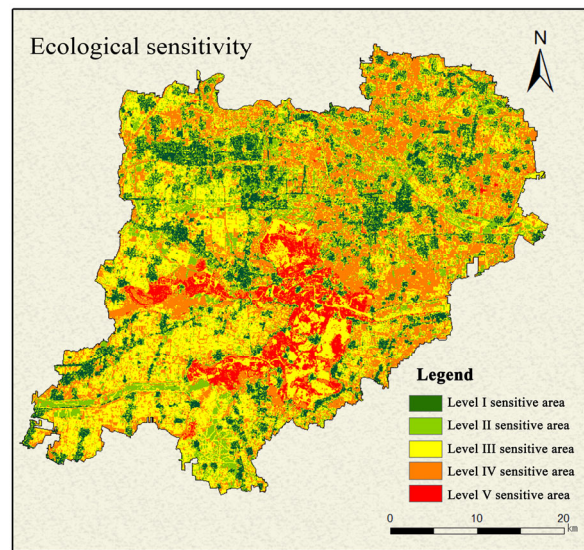 Ecological sensitivity
N
Legend
Level I sensitive area
Level II sensitive area
Level III sensitive area
Level IV sensitive area
Level V sensitive area
0 10 20
km